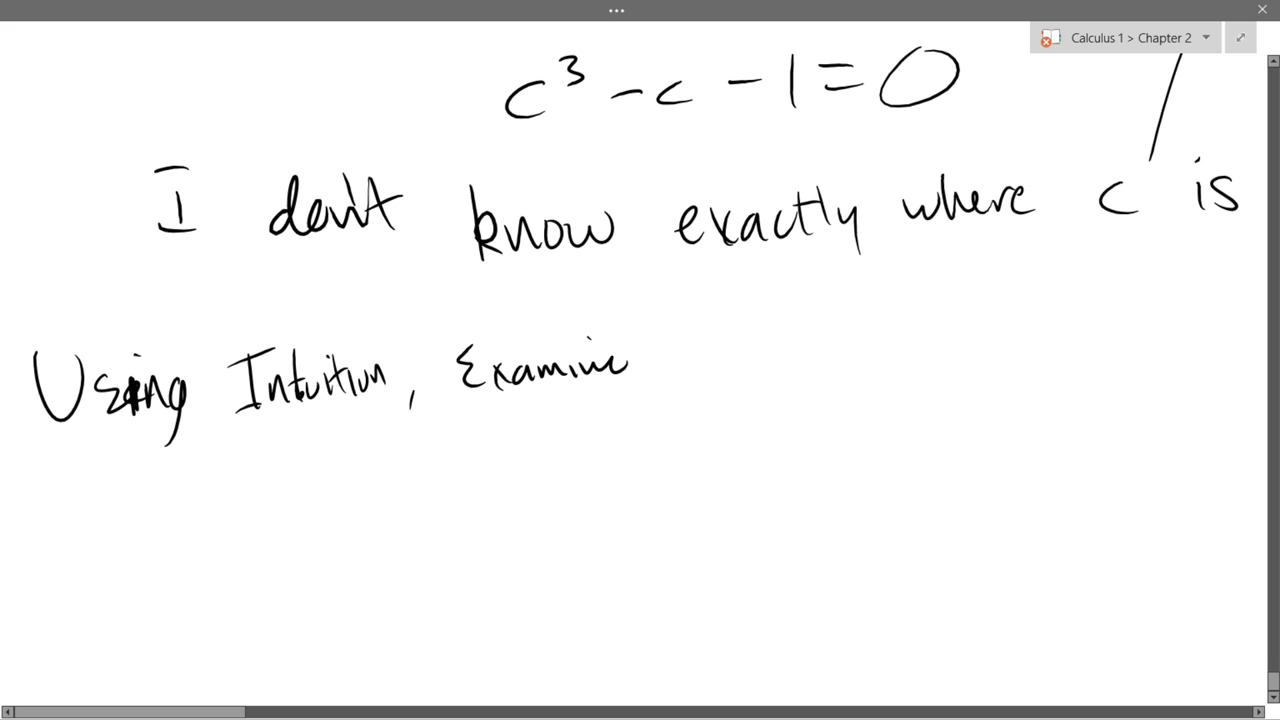 Calculus 1 > Chapter 2
c³ - c - 1 = 0
I don't know exactly where c is
Using Intuition, Examine